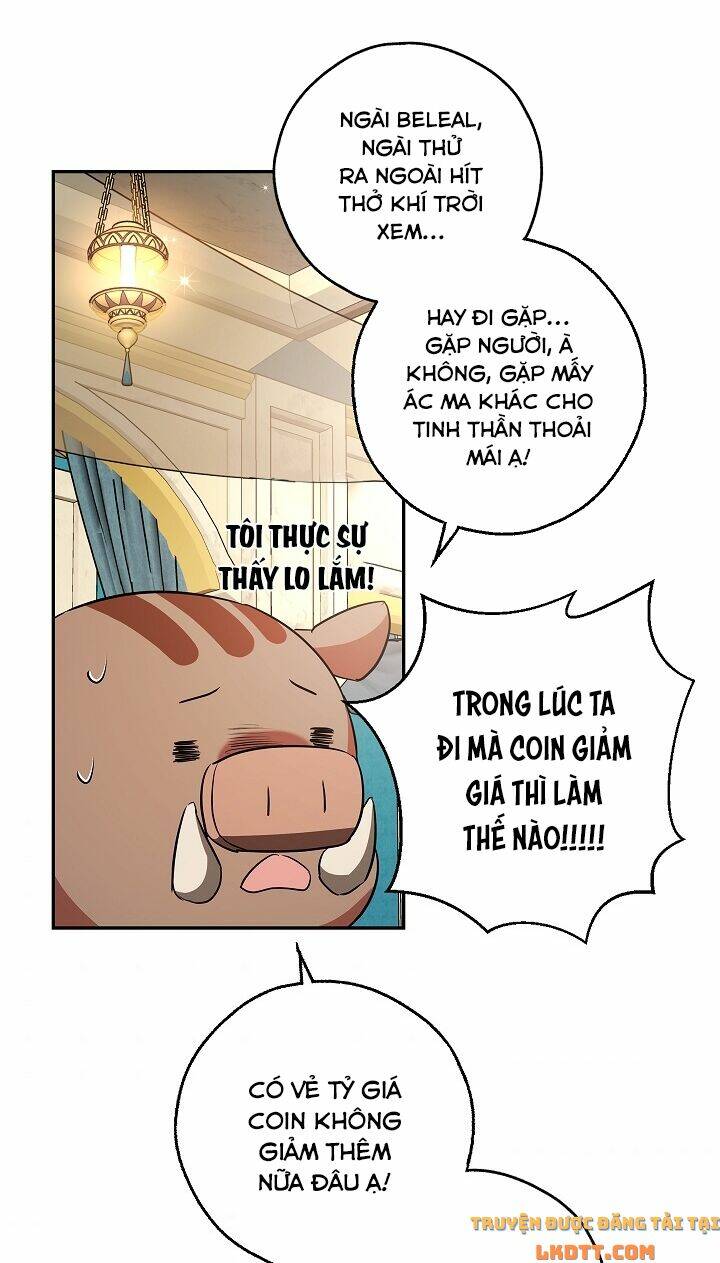 NGÀI BELEAL,
NGÀI THỬ
RA NGOÀI HÍT
THỞ KHÍ TRỜI
XEM...
HAY ĐI GẶP...
GẶP NGƯỜI, À
KHÔNG, GẶP MẤY
ÁC MA KHÁC CHO
TINH THẦN THOẢI
MÁI Ạ!
TÔI THỰC SỰ
THẤY LO LẮM!
TRONG LÚC TA
ĐI MÀ COIN GIẢM
GIÁ THÌ LÀM
THẾ NÀO!!!!!
CÓ VẺ TỶ GIÁ
COIN KHÔNG
GIẢM THÊM
NỮA ĐÂU Ạ!
TRUYỆN ĐƯỢC ĐĂNG TẢI TẠI
LKDTT.COM